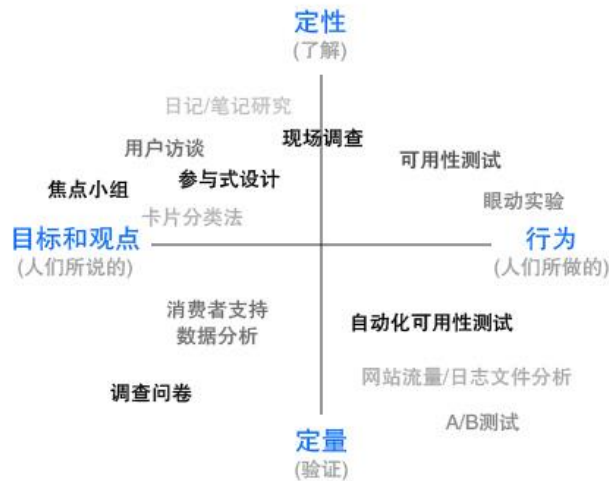 定性
(了解)
日记/笔记研究
现场调查
用户访谈
可用性测试
参与式设计
焦点小组
眼动实验
卡片分类法
目标和观点
(人们所说的)
行为
(人们所做的)
消费者支持
数据分析
自动化可用性测试
网站流量/日志文件分析
调查问卷
A/B测试
定量
(验证)